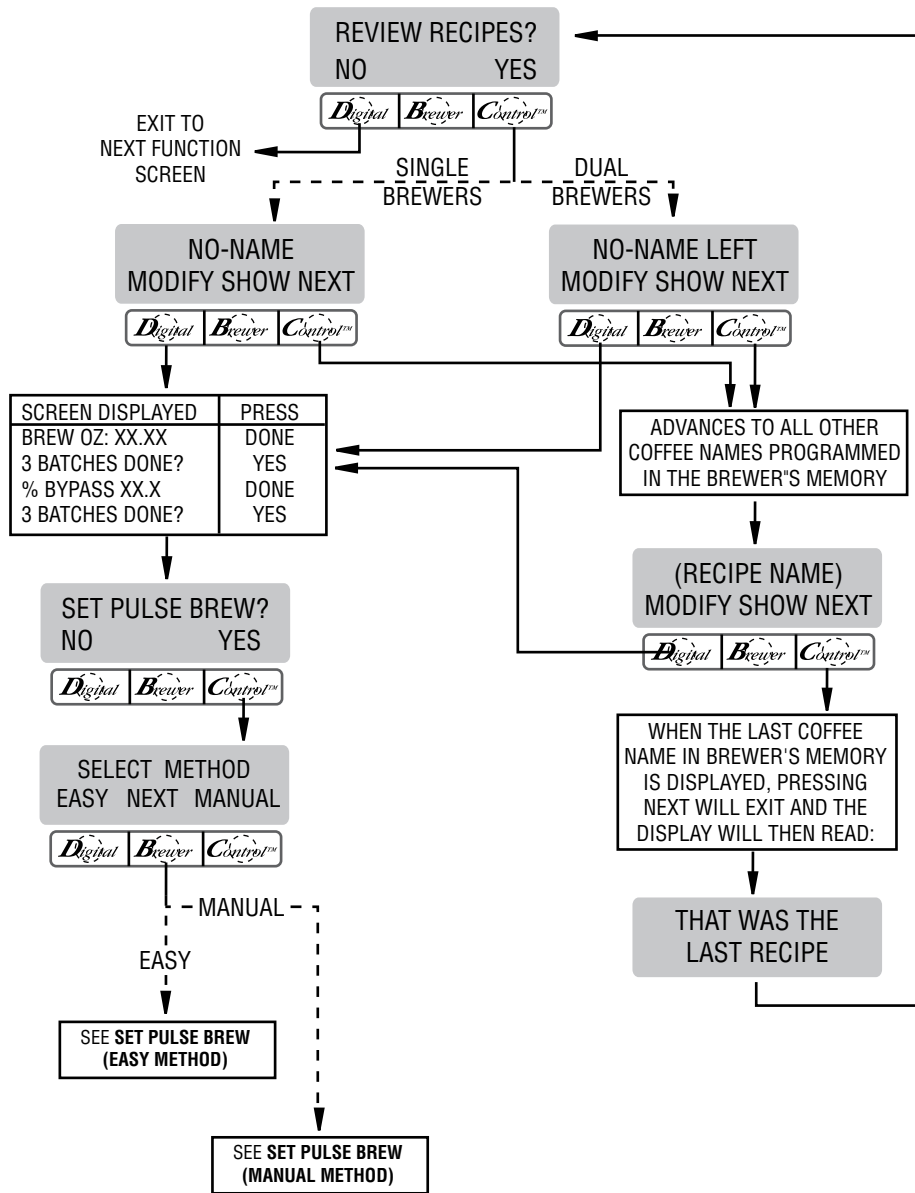 REVIEW RECIPES?
NO YES
Digital Brewer Control™
EXIT TO
NEXT FUNCTION
SCREEN
SINGLE
BREWERS
DUAL
BREWERS
NO-NAME
MODIFY SHOW NEXT
Digital Brewer Control™
NO-NAME LEFT
MODIFY SHOW NEXT
Digital Brewer Control™
SCREEN DISPLAYED PRESS
BREW OZ: XX.XX DONE
3 BATCHES DONE? YES
% BYPASS XX.X DONE
3 BATCHES DONE? YES
ADVANCES TO ALL OTHER
COFFEE NAMES PROGRAMMED
IN THE BREWER"S MEMORY
SET PULSE BREW?
NO YES
Digital Brewer Control™
(RECIPE NAME)
MODIFY SHOW NEXT
Digital Brewer Control™
SELECT METHOD
EASY NEXT MANUAL
Digital Brewer Control™
WHEN THE LAST COFFEE
NAME IN BREWER'S MEMORY
IS DISPLAYED, PRESSING
NEXT WILL EXIT AND THE
DISPLAY WILL THEN READ:
MANUAL
EASY
THAT WAS THE
LAST RECIPE
SEE SET PULSE BREW
(EASY METHOD)
SEE SET PULSE BREW
(MANUAL METHOD)